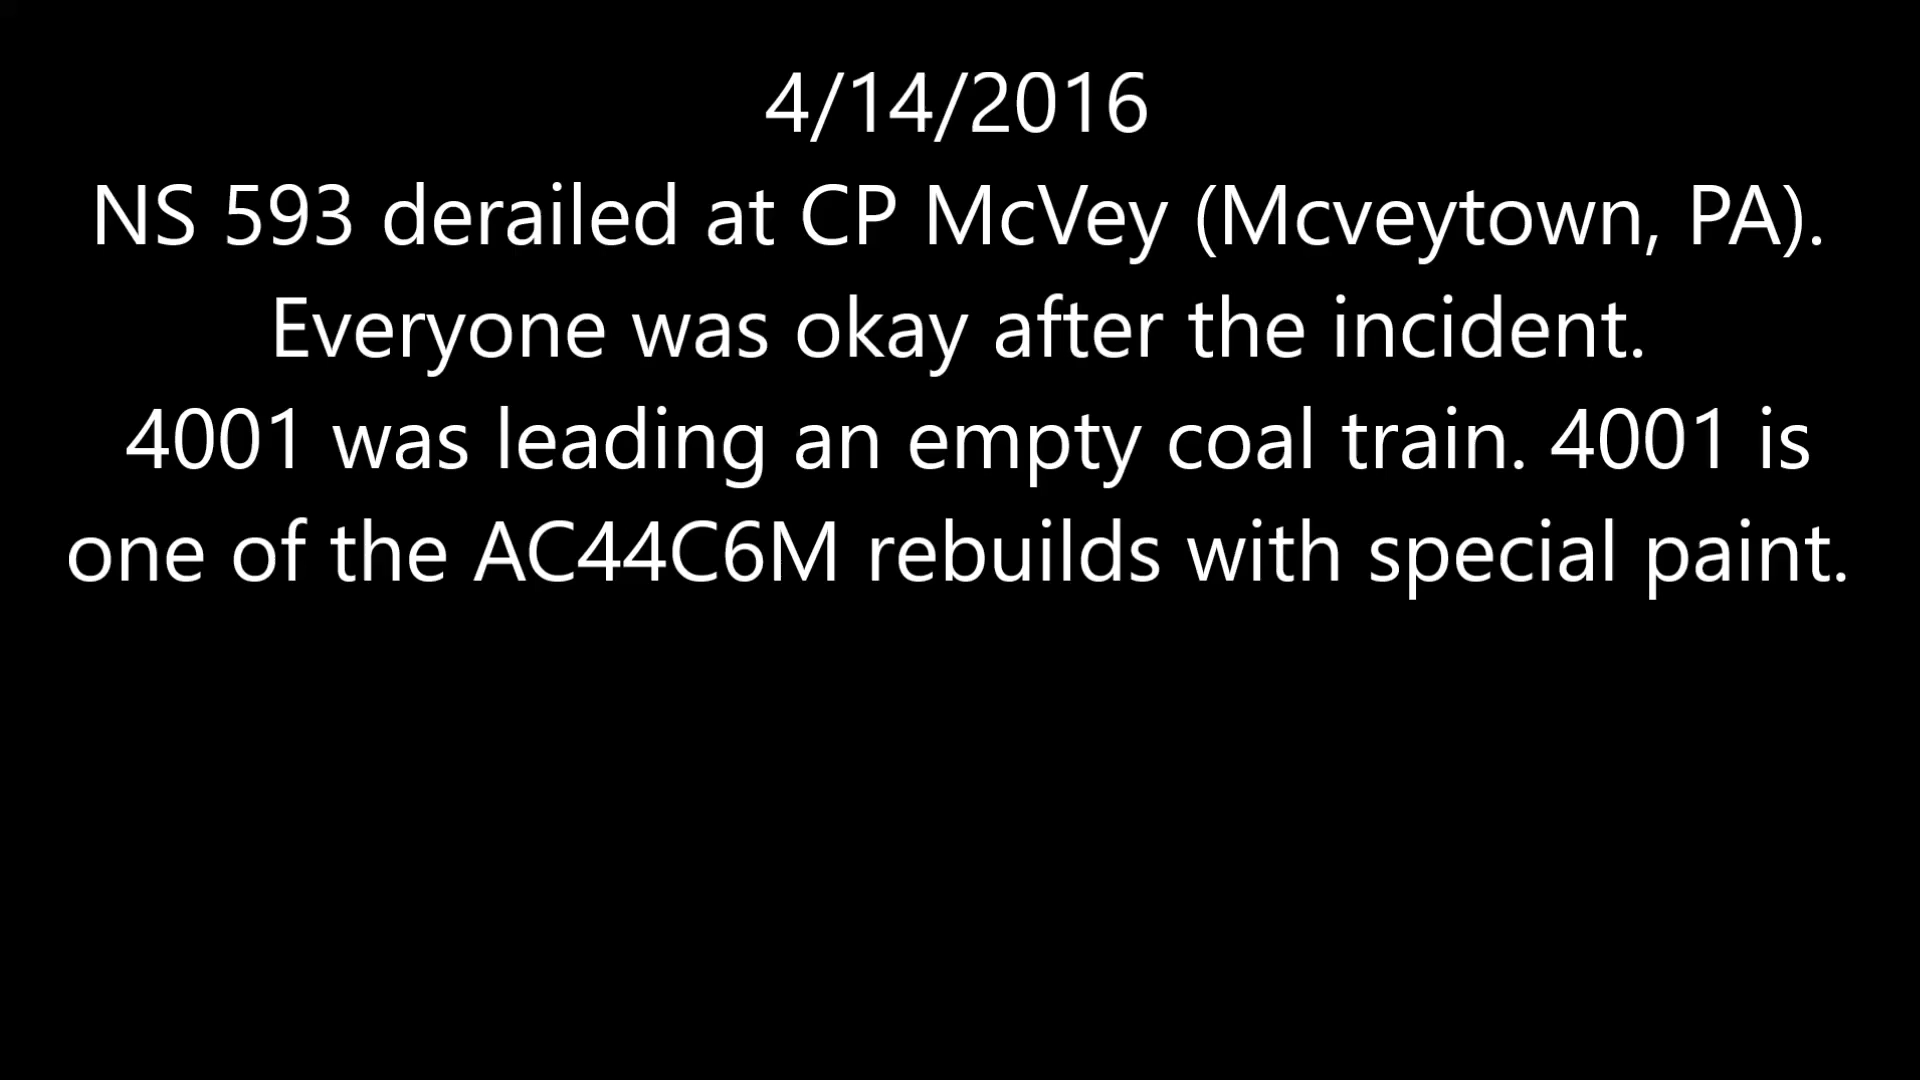 4/14/2016
NS 593 derailed at CP McVey (Mcveytown, PA).
Everyone was okay after the incident.
4001 was leading an empty coal train. 4001 is
one of the AC44C6M rebuilds with special paint.